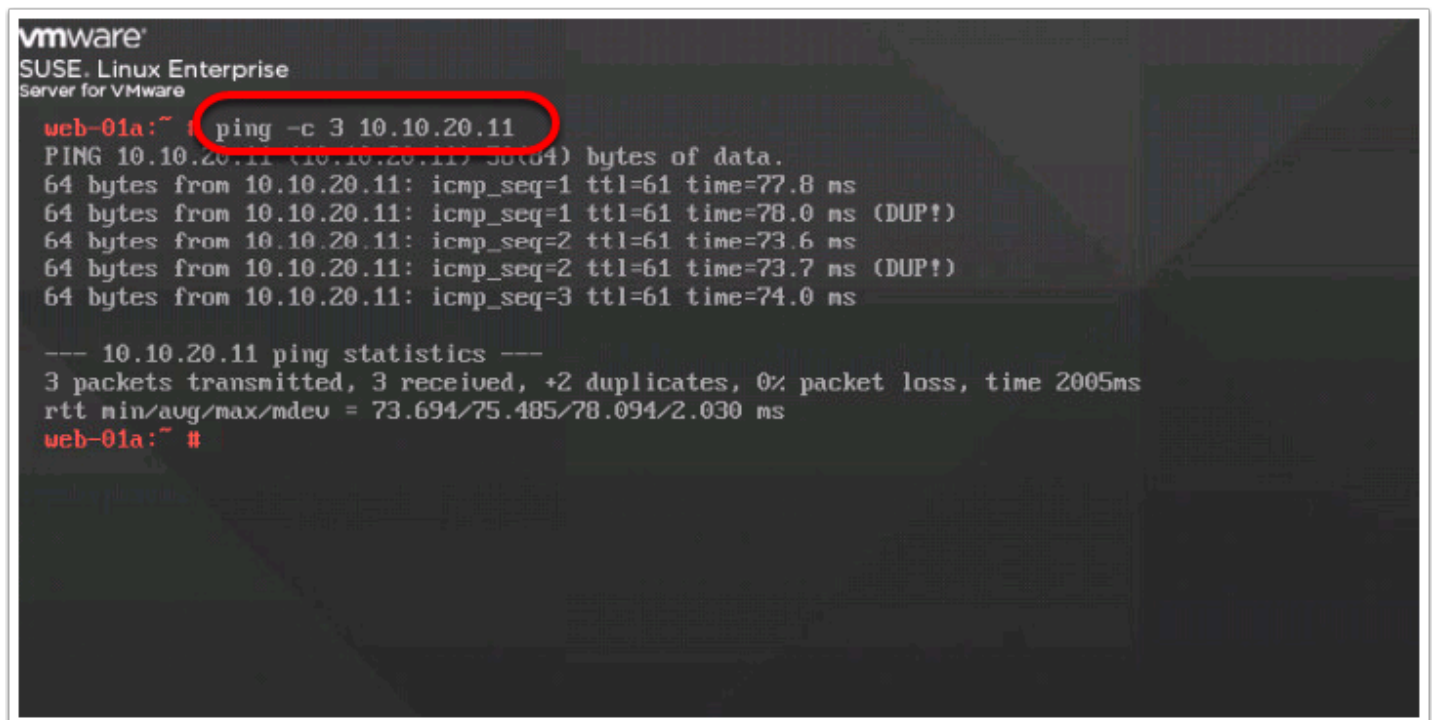 vmware®
SUSE. Linux Enterprise
Server for VMware
web-01a:~ # ping -c 3 10.10.20.11
PING 10.10.20.11 (10.10.20.11) 56(84) bytes of data.
64 bytes from 10.10.20.11: icmp_seq=1 ttl=61 time=77.8 ms
64 bytes from 10.10.20.11: icmp_seq=1 ttl=61 time=78.0 ms (DUP!)
64 bytes from 10.10.20.11: icmp_seq=2 ttl=61 time=73.6 ms
64 bytes from 10.10.20.11: icmp_seq=2 ttl=61 time=73.7 ms (DUP!)
64 bytes from 10.10.20.11: icmp_seq=3 ttl=61 time=74.0 ms
--- 10.10.20.11 ping statistics ---
3 packets transmitted, 3 received, +2 duplicates, 0% packet loss, time 2005ms
rtt min/avg/max/mdev = 73.694/75.485/78.094/2.030 ms
web-01a:~ #